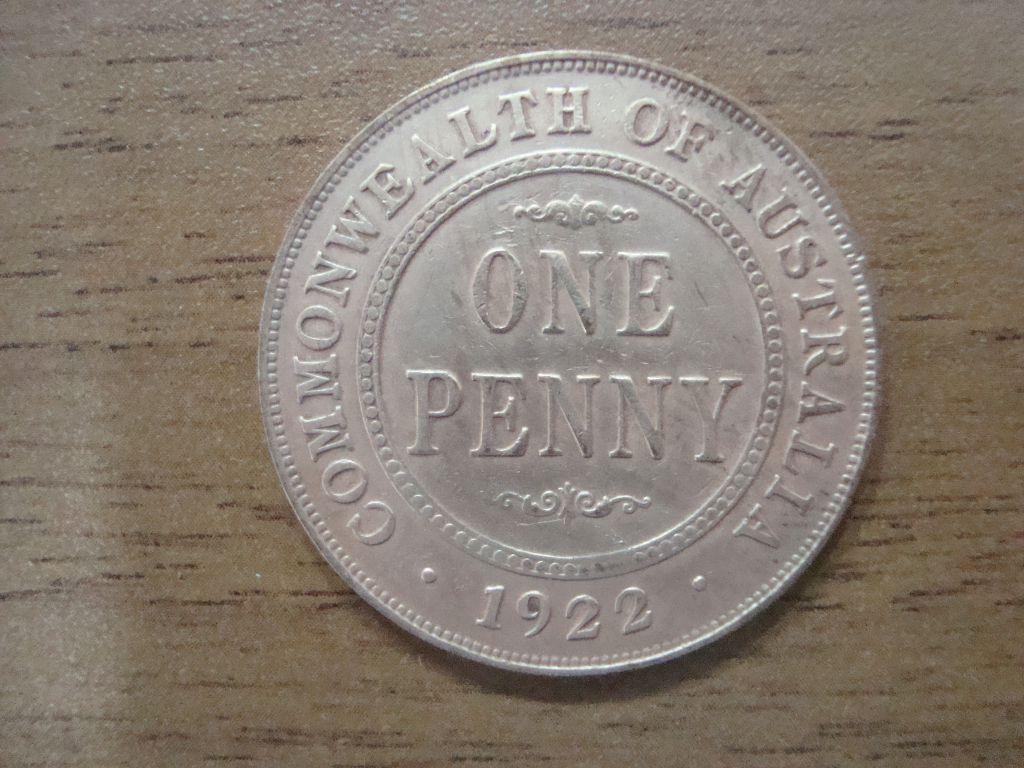 COMMONWEALTH OF AUSTRALIA
ONE
PENNY
· 1922 ·